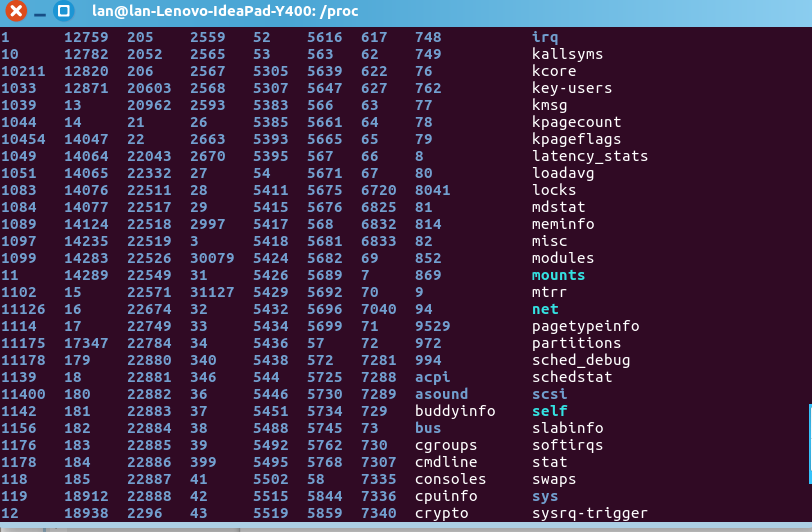 lan@lan-Lenovo-IdeaPad-Y400: /proc
1 12759 205 2559 52 5616 617 748 irq
10 12782 2052 2565 53 563 62 749 kallsyms
10211 12820 206 2567 5305 5639 622 76 kcore
1033 12871 20603 2568 5307 5647 627 762 key-users
1039 13 20962 2593 5383 566 63 77 kmsg
1044 14 21 26 5385 5661 64 78 kpagecount
10454 14047 22 2663 5393 5665 65 79 kpageflags
1049 14064 22043 2670 5395 567 66 8 latency_stats
1051 14065 22332 27 54 5671 67 80 loadavg
1083 14076 22511 28 5411 5675 6720 8041 locks
1084 14077 22517 29 5415 5676 6825 81 mdstat
1089 14124 22518 2997 5417 568 6832 814 meminfo
1097 14235 22519 3 5418 5681 6833 82 misc
1099 14283 22526 30079 5424 5682 69 852 modules
11 14289 22549 31 5426 5689 7 869 mounts
1102 15 22571 31127 5429 5692 70 9 mtrr
11126 16 22674 32 5432 5696 7040 94 net
1114 17 22749 33 5434 5699 71 9529 pagetypeinfo
11175 17347 22784 34 5436 57 72 972 partitions
11178 179 22880 340 5438 572 7281 994 sched_debug
1139 18 22881 346 544 5725 7288 acpi schedstat
11400 180 22882 36 5446 5730 7289 asound scsi
1142 181 22883 37 5451 5734 729 buddyinfo self
1156 182 22884 38 5488 5745 73 bus slabinfo
1176 183 22885 39 5492 5762 730 cgroups softirqs
1178 184 22886 399 5495 5768 7307 cmdline stat
118 185 22887 41 5502 58 7335 consoles swaps
119 18912 22888 42 5515 5844 7336 cpuinfo sys
12 18938 2296 43 5519 5859 7340 crypto sysrq-trigger